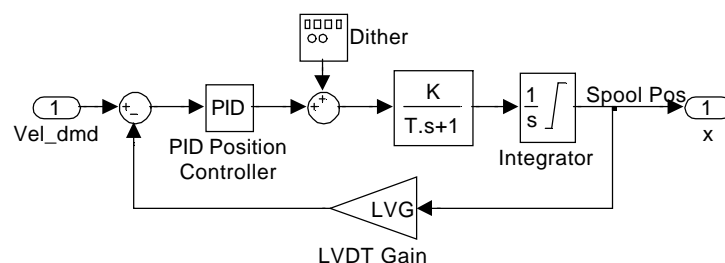 Dither
1
Vel_dmd
+
−
PID
PID Position
Controller
+
+
K
T.s+1
1
s
Integrator
Spool Pos
1
x
LVG
LVDT Gain